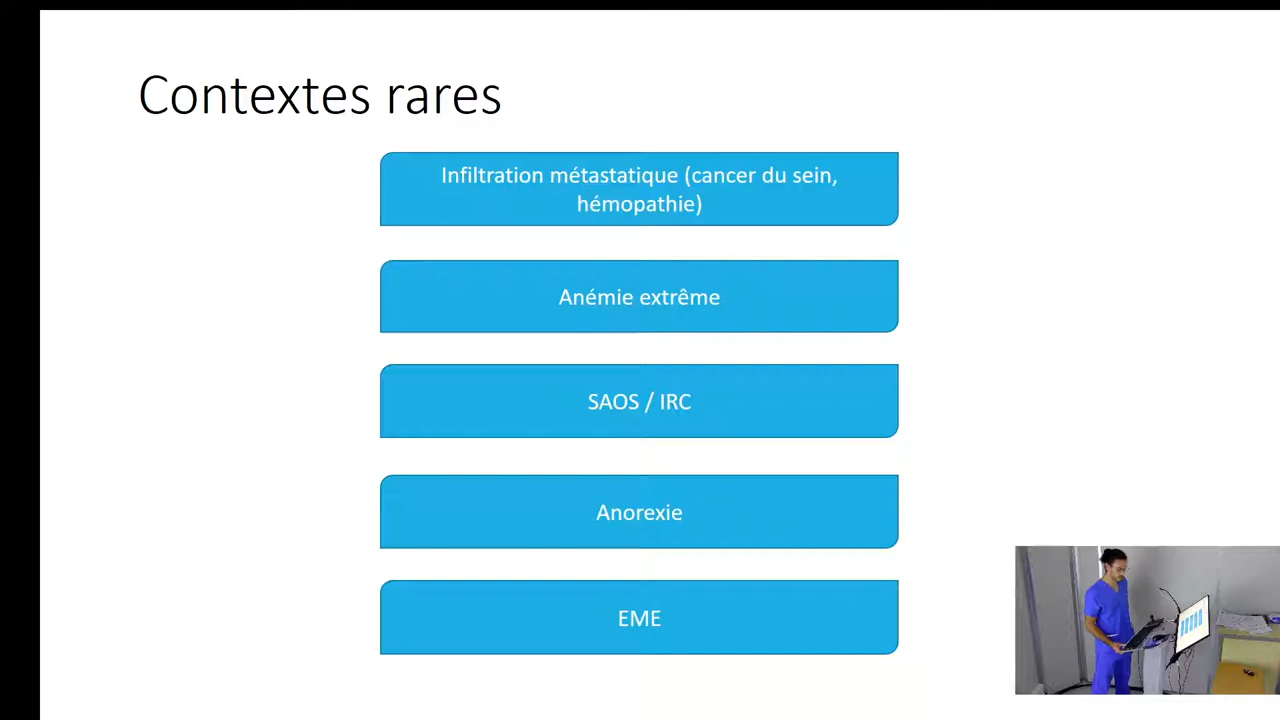 Contextes rares
Infiltration métastatique (cancer du sein,
hémopathie)
Anémie extrême
SAOS / IRC
Anorexie
EME